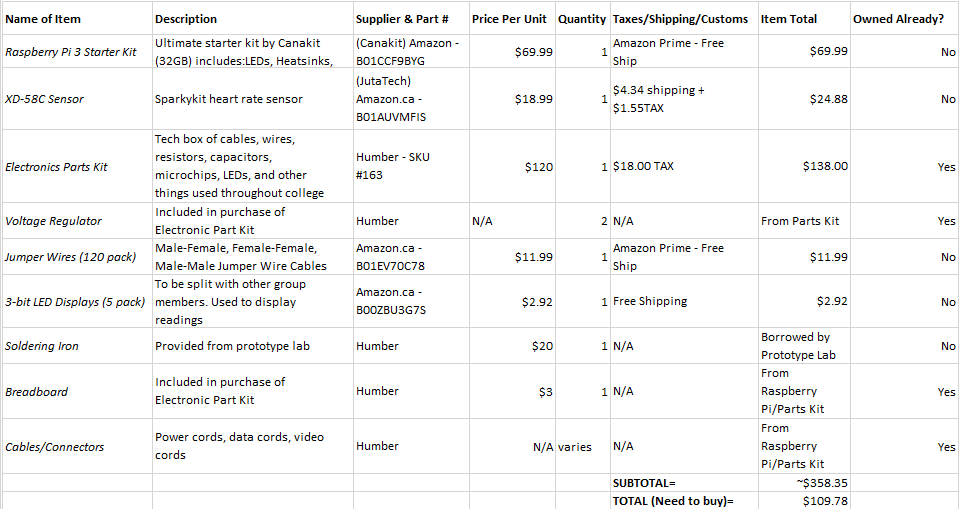 Name of Item Description Supplier & Part # Price Per Unit Quantity Taxes/Shipping/Customs Item Total Owned Already?
Raspberry Pi 3 Starter Kit
Ultimate starter kit by Canakit
(32GB) includes:LEDs, Heatsinks,
(Canakit) Amazon -
B01CCF9BYG
$69.99
1
Amazon Prime - Free
Ship
$69.99
No
XD-58C Sensor
Sparkykit heart rate sensor
(JutaTech)
Amazon.ca -
B01AUVMFIS
$18.99
1
$4.34 shipping +
$1.55TAX
$24.88
No
Electronics Parts Kit
Tech box of cables, wires,
resistors, capacitors,
microchips, LEDs, and other
things used throughout college
Humber - SKU
#163
$120
1
$18.00 TAX
$138.00
Yes
Voltage Regulator
Included in purchase of
Electronic Part Kit
Humber
N/A
2
N/A
From Parts Kit
Yes
Jumper Wires (120 pack)
Male-Female, Female-Female,
Male-Male Jumper Wire Cables
Amazon.ca -
B01EV70C78
$11.99
1
Amazon Prime - Free
Ship
$11.99
No
3-bit LED Displays (5 pack)
To be split with other group
members. Used to display
readings
Amazon.ca -
B00ZBU3G7S
$2.92
1
Free Shipping
$2.92
No
Soldering Iron
Provided from prototype lab
Humber
$20
1
N/A
Borrowed by
Prototype Lab
No
Breadboard
Included in purchase of
Electronic Part Kit
Humber
$3
1
N/A
From
Raspberry
Pi/Parts Kit
Yes
Cables/Connectors
Power cords, data cords, video
cords
Humber
N/A
varies
N/A
From
Raspberry
Pi/Parts Kit
Yes
SUBTOTAL= ~$358.35
TOTAL (Need to buy)= $109.78